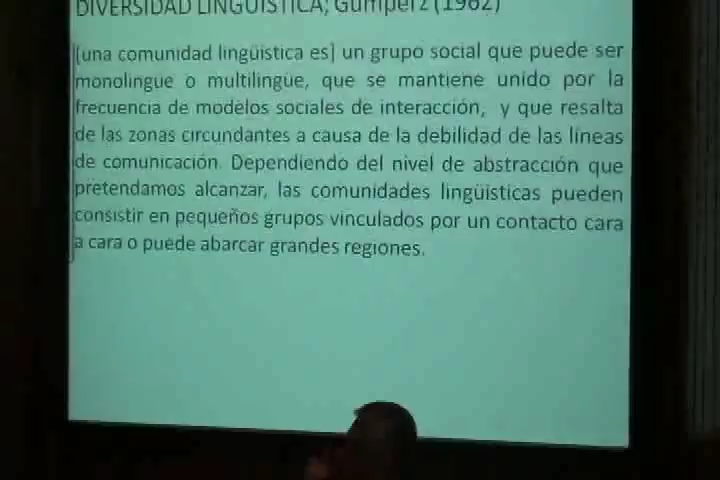 DIVERSIDAD LINGÜÍSTICA; Gumperz (1962)
[una comunidad lingüística es] un grupo social que puede ser
monolingüe o multilingüe, que se mantiene unido por la
frecuencia de modelos sociales de interacción, y que resalta
de las zonas circundantes a causa de la debilidad de las líneas
de comunicación. Dependiendo del nivel de abstracción que
pretendamos alcanzar, las comunidades lingüísticas pueden
consistir en pequeños grupos vinculados por un contacto cara
a cara o puede abarcar grandes regiones.